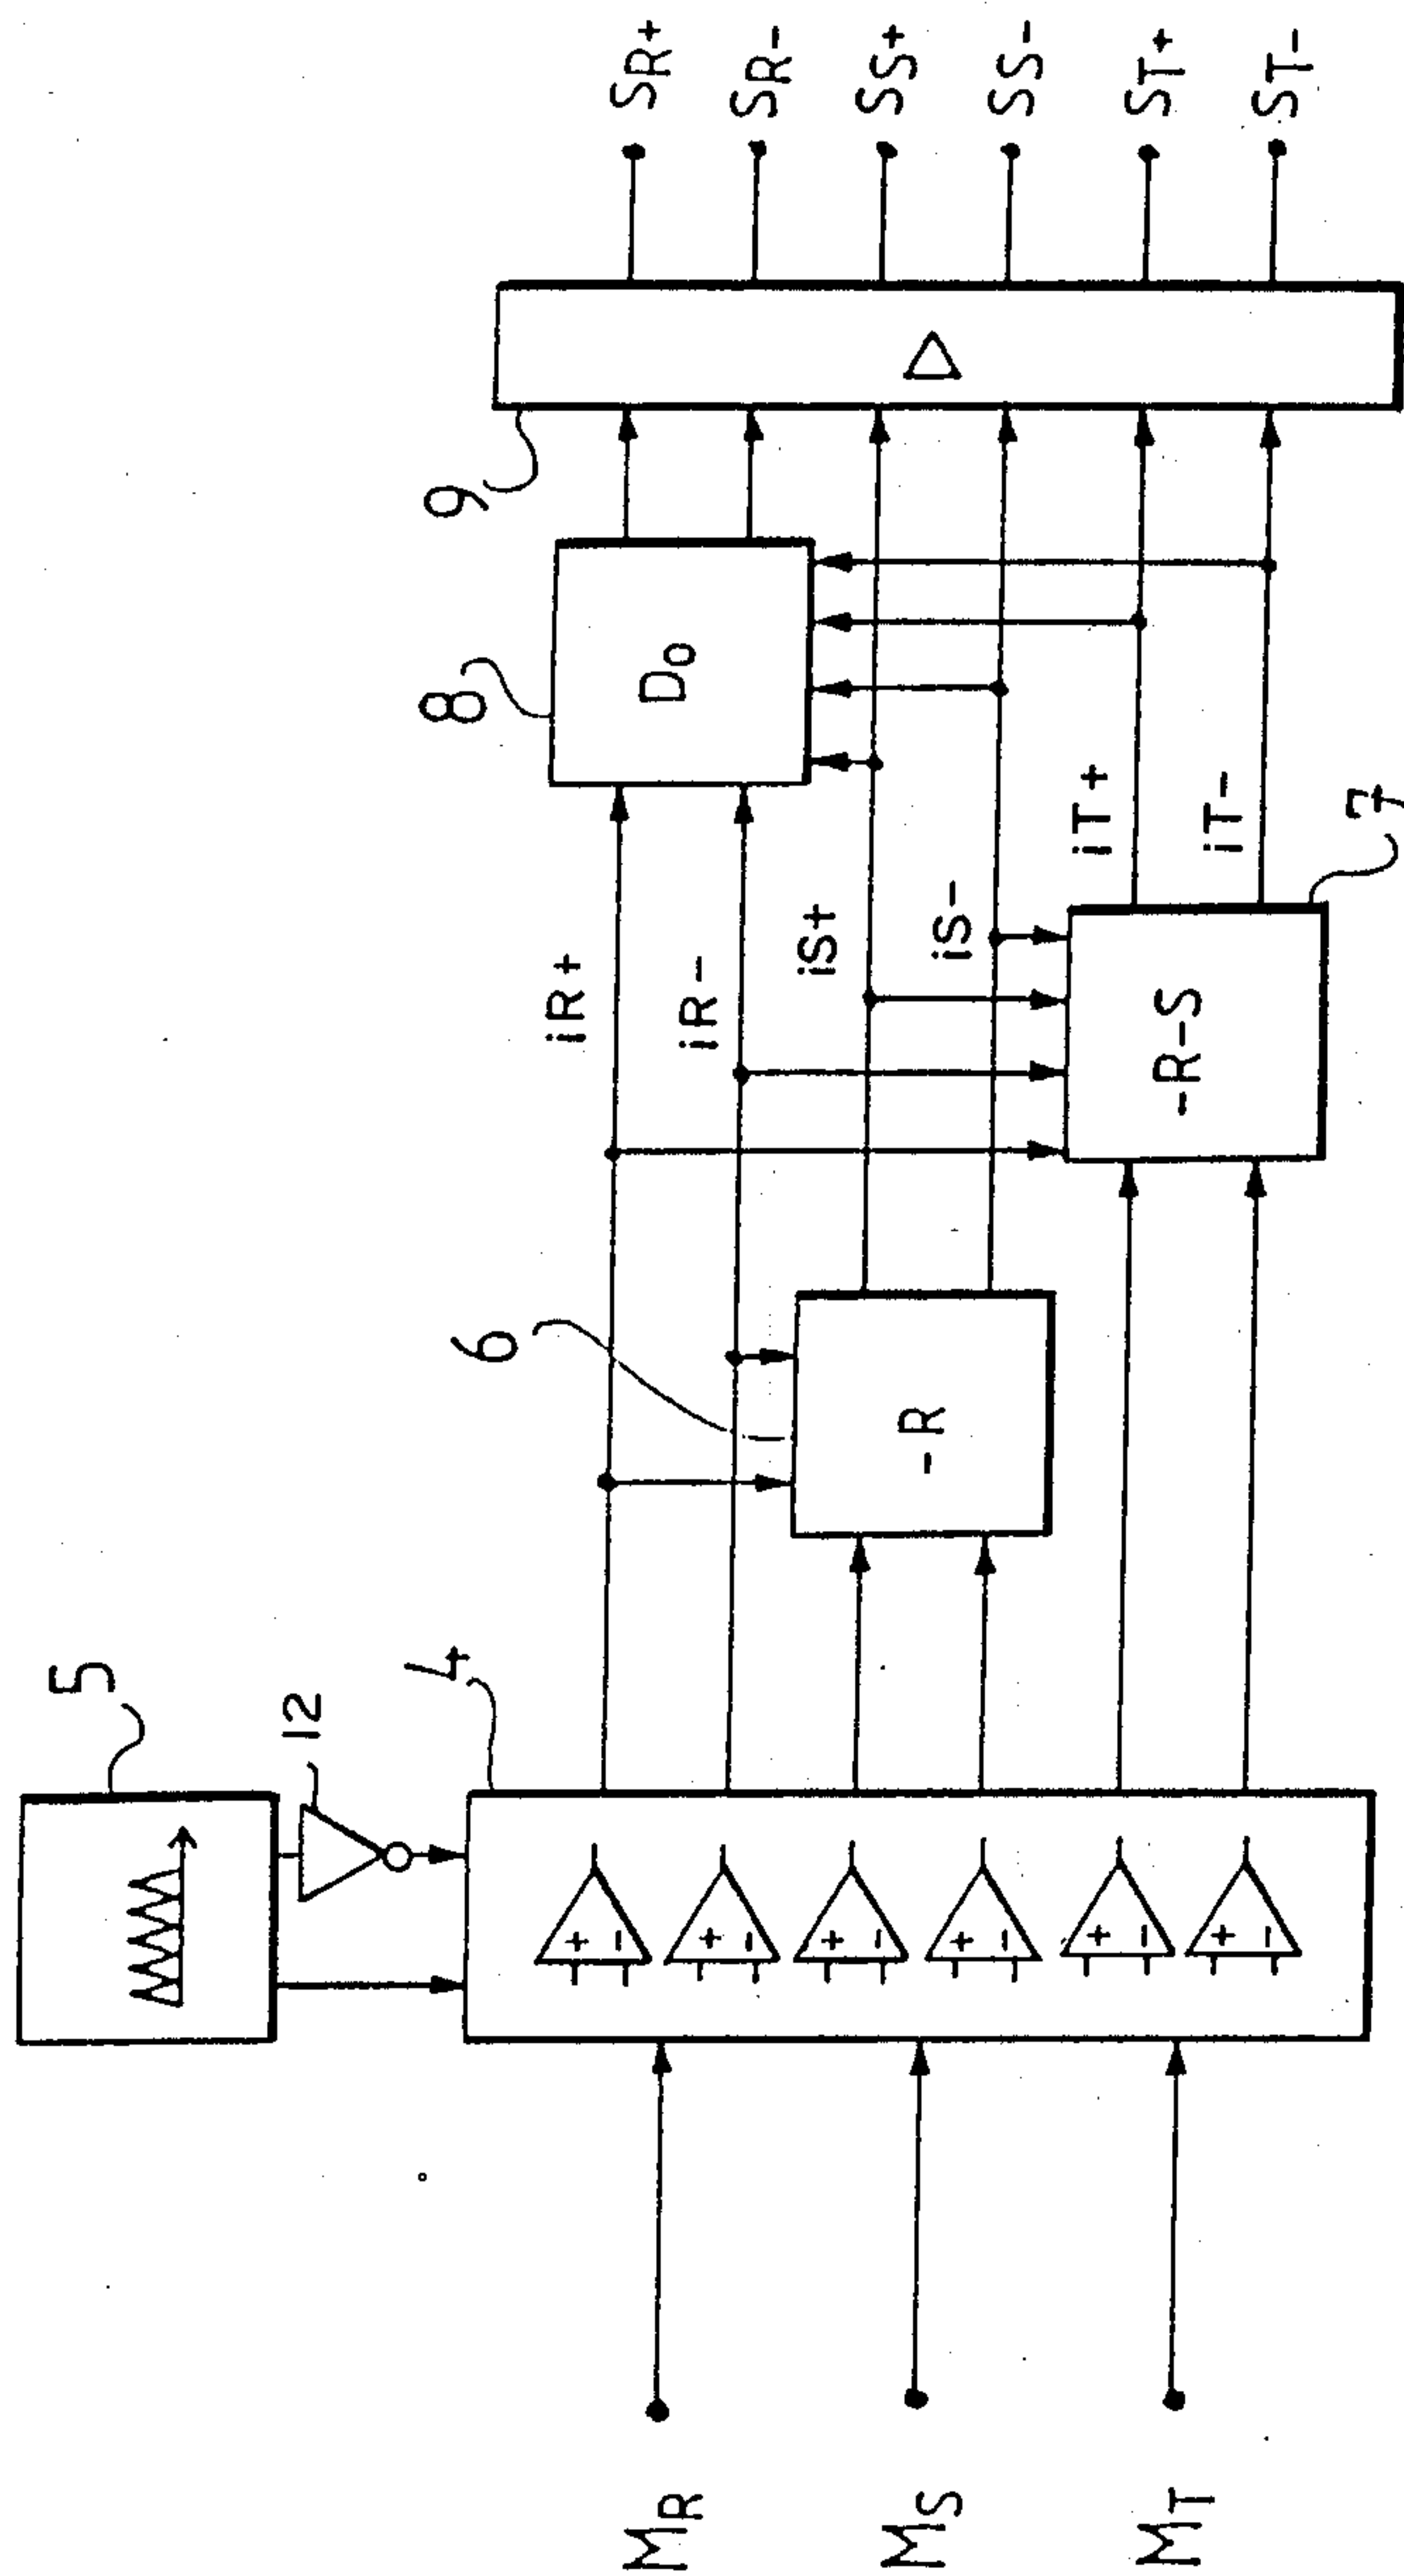 5
12
4
MR
MS
MT
+
-
+
-
+
-
+
-
+
-
+
-
6
-R
iR+
iR-
iS+
iS-
-R-S
7
iT+
iT-
8
D0
9
Δ
SR+
SR-
SS+
SS-
ST+
ST-